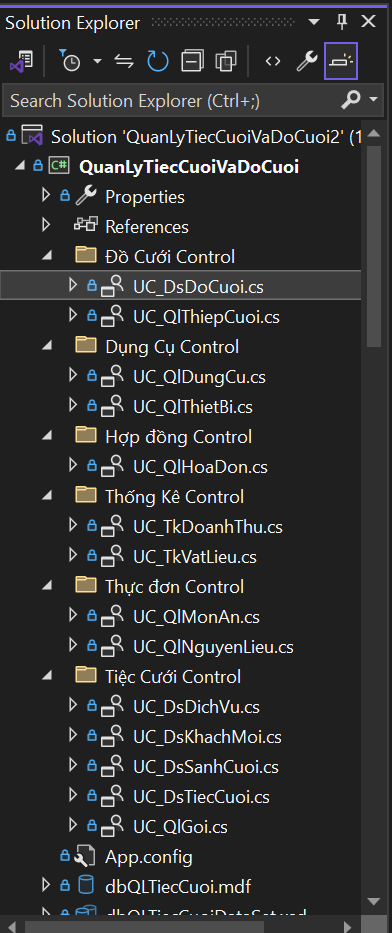 Solution Explorer
Search Solution Explorer (Ctrl+;)
Solution 'QuanLyTiecCuoiVaDoCuoi2' (1
QuanLyTiecCuoiVaDoCuoi
Properties
References
Đồ Cưới Control
UC_DsDoCuoi.cs
UC_QlThiepCuoi.cs
Dụng Cụ Control
UC_QlDungCu.cs
UC_QlThietBi.cs
Hợp đồng Control
UC_QlHoaDon.cs
Thống Kê Control
UC_TkDoanhThu.cs
UC_TkVatLieu.cs
Thực đơn Control
UC_QlMonAn.cs
UC_QlNguyenLieu.cs
Tiệc Cưới Control
UC_DsDichVu.cs
UC_DsKhachMoi.cs
UC_DsSanhCuoi.cs
UC_DsTiecCuoi.cs
UC_QlGoi.cs
App.config
dbQLTiecCuoi.mdf
dbQLTiecCuoiDataSet.xsd